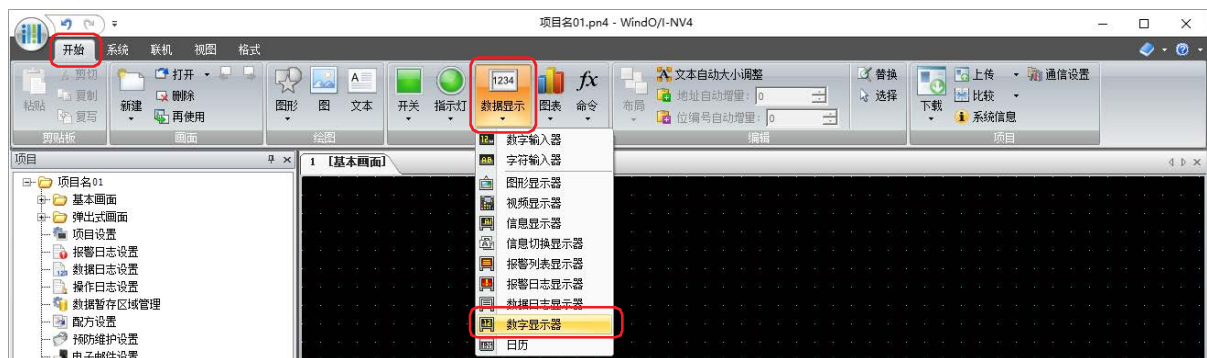 项目名01.pn4 - WindO/I-NV4
开始 系统 联机 视图 格式
剪切 复制 复写 粘贴
新建 打开 删除 再使用
图形 图 文本
开关 指示灯 1234 数据显示 图表 fx 命令
布局 文本自动大小调整
地址自动增量: 0
位编号自动增量: 0
替换 选择
下载 上传 比较 系统信息 通信设置
剪贴板 画面 绘图 编辑 项目
项目
1 [基本画面]
项目名01
基本画面
弹出式画面
项目设置
报警日志设置
数据日志设置
操作日志设置
数据暂存区域管理
配方设置
预防维护设置
电子邮件设置
数字输入器
字符输入器
图形显示器
视频显示器
信息显示器
信息切换显示器
报警列表显示器
报警日志显示器
数据日志显示器
数字显示器
日历